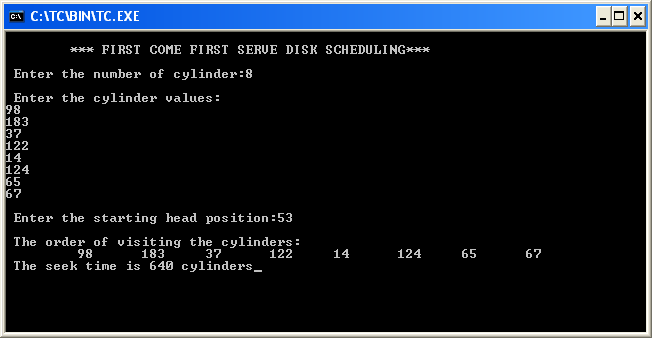 C:\TC\BIN\TC.EXE
*** FIRST COME FIRST SERVE DISK SCHEDULING***
Enter the number of cylinder:8
Enter the cylinder values:
98
183
37
122
14
124
65
67
Enter the starting head position:53
The order of visiting the cylinders:
98 183 37 122 14 124 65 67
The seek time is 640 cylinders_